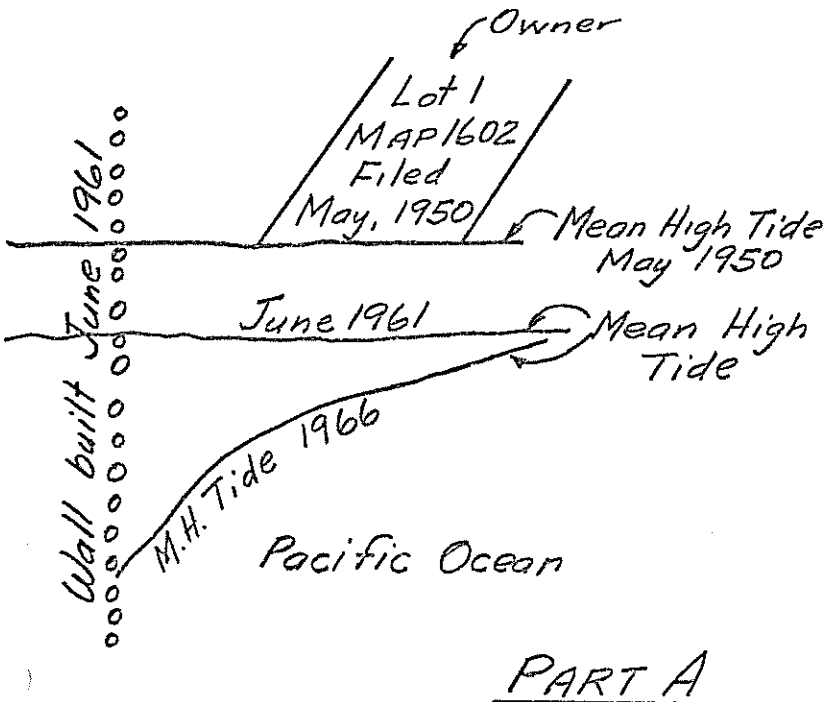 Owner
Lot 1
MAP 1602
Filed
May, 1950
Mean High Tide
May 1950
Wall built June 1961
June 1961
Mean High
Tide
M.H. Tide 1966
Pacific Ocean
PART A